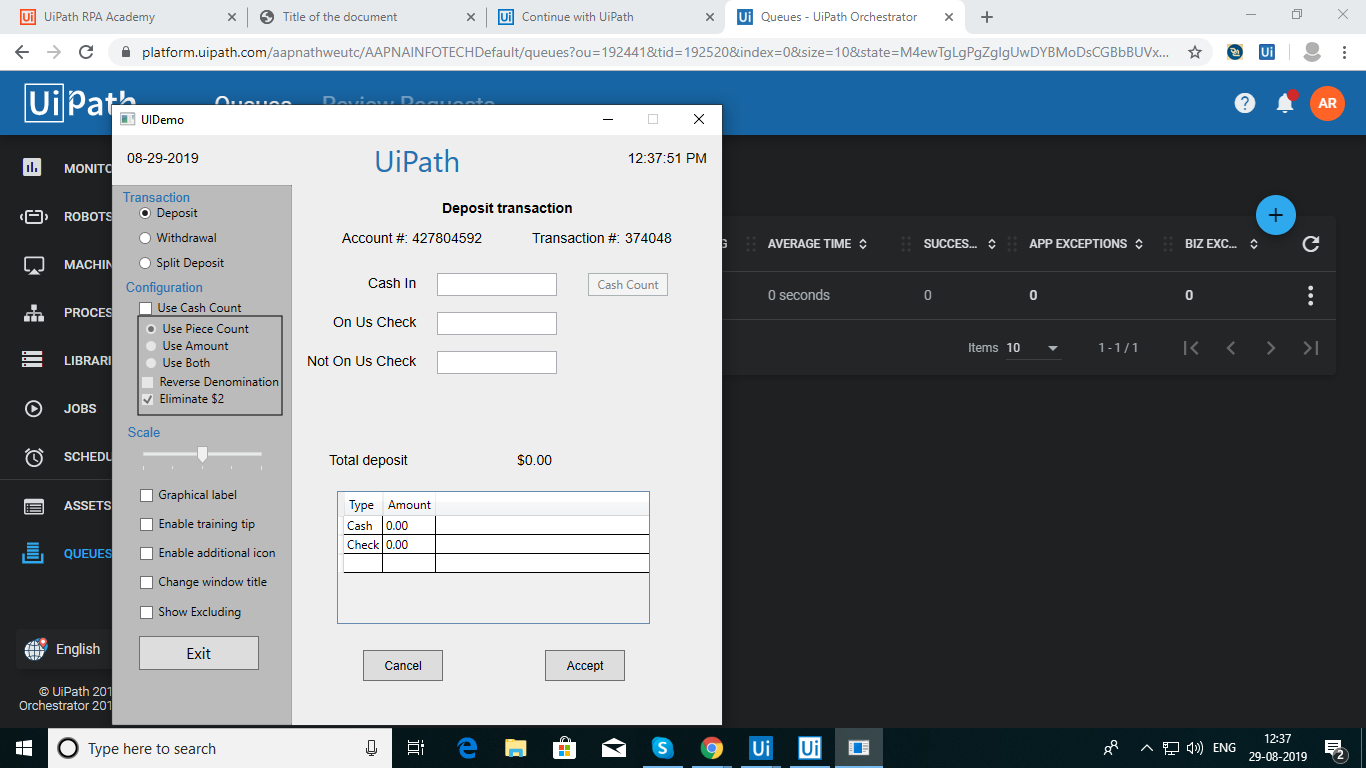 UiPath RPA Academy
Title of the document
Continue with UiPath
Queues - UiPath Orchestrator
platform.uipath.com/aapnathweutc/AAPNAINFOTECHDefault/queues?ou=192441&tid=192520&index=0&size=10&state=M4ewTgLgPgZglgUwDYBMoDsCGBbBUVx...
UiPath
Queues
Review Requests
AR
UIDemo
08-29-2019
UiPath
12:37:51 PM
MONITO
ROBOTS
MACHIN
PROCES
LIBRARI
JOBS
SCHEDU
ASSETS
QUEUES
English
© UiPath 201
Orchestrator 201
Transaction
Deposit
Withdrawal
Split Deposit
Configuration
Use Cash Count
Use Piece Count
Use Amount
Use Both
Reverse Denomination
Eliminate $2
Scale
Graphical label
Enable training tip
Enable additional icon
Change window title
Show Excluding
Exit
Deposit transaction
Account #: 427804592 Transaction #: 374048
Cash In
Cash Count
On Us Check
Not On Us Check
Total deposit $0.00
Type Amount
Cash 0.00
Check 0.00
Cancel
Accept
G AVERAGE TIME SUCCES... APP EXCEPTIONS BIZ EXC...
0 seconds 0 0 0
Items 10 1 - 1 / 1
Type here to search
ENG
12:37
29-08-2019
2